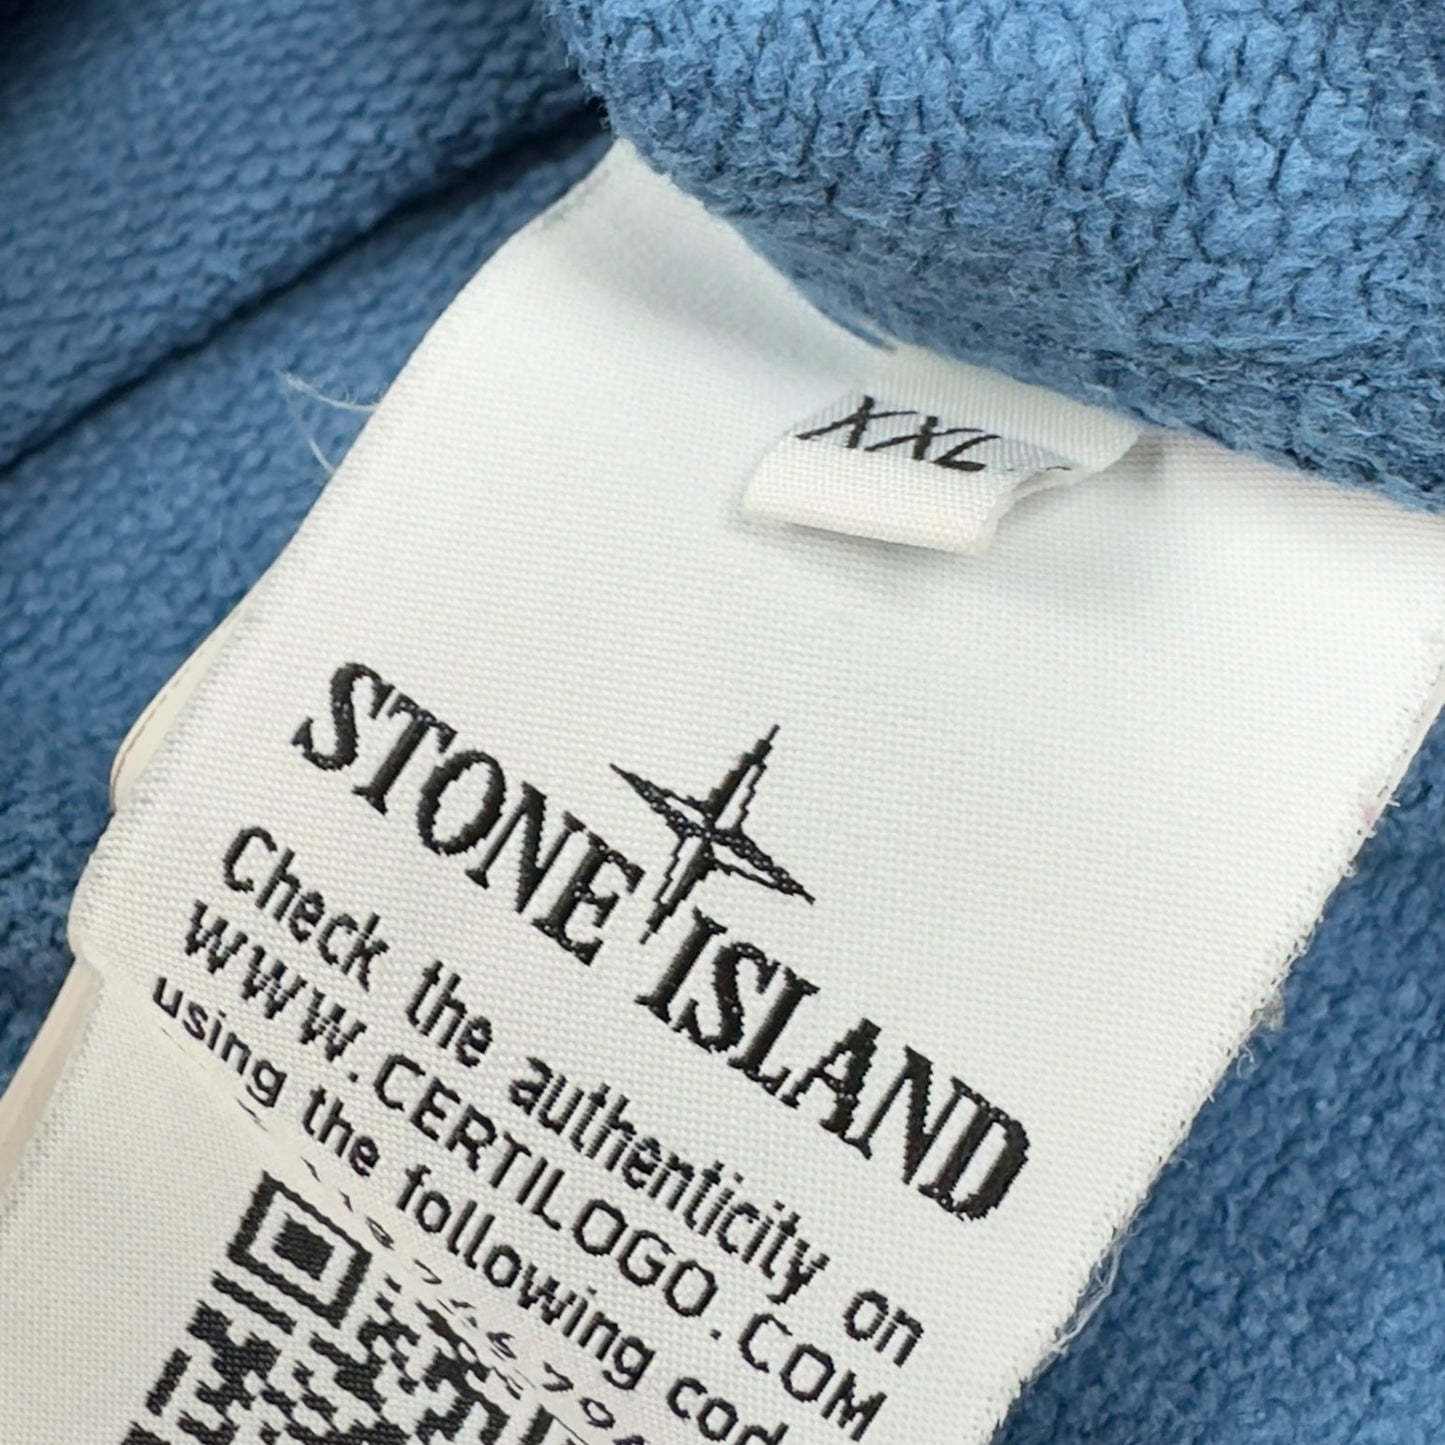 XXL
STONE ISLAND
Check the authenticity on
WWW.CERTILOGO.COM
using the following cod